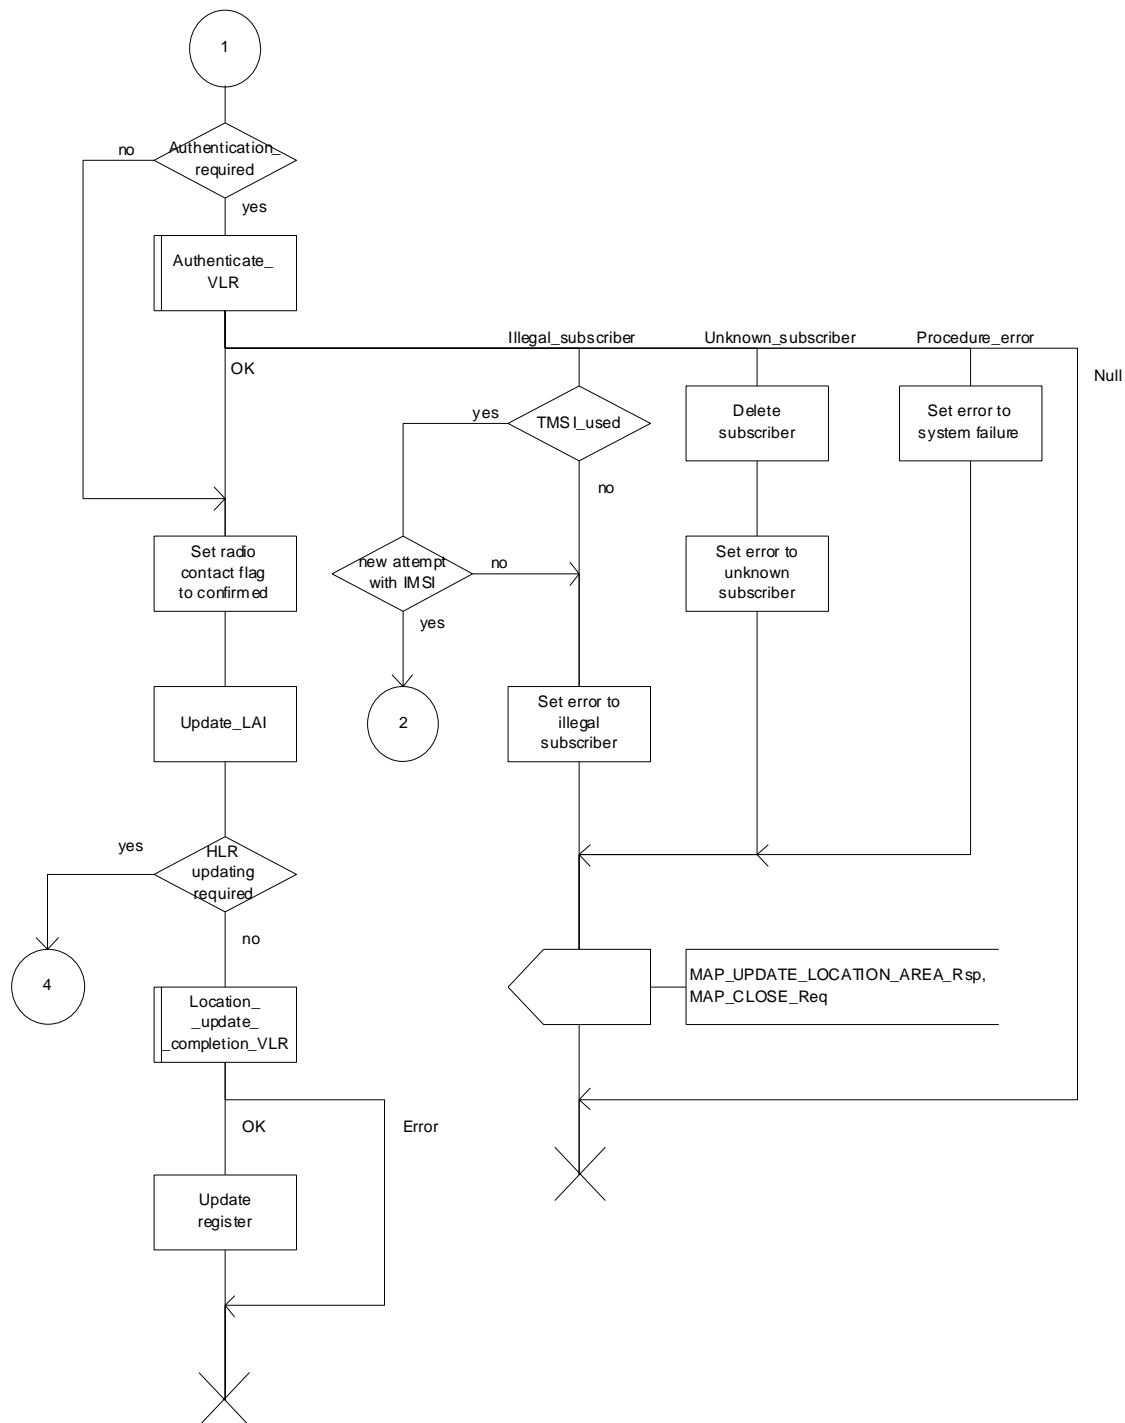 1
no
Authentication_
required
yes
Authenticate_
VLR
OK
Illegal_subscriber
Unknown_subscriber
Procedure_error
Null
yes
TMSI_used
no
Delete
subscriber
Set error to
system failure
Set radio
contact flag
to confirmed
new attempt
with IMSI
no
yes
Set error to
unknown
subscriber
Update_LAI
2
Set error to
illegal
subscriber
yes
HLR
updating
required
no
4
MAP_UPDATE_LOCATION_AREA_Rsp,
MAP_CLOSE_Req
Location_
_update_
_completion_VLR
OK
Error
Update
register